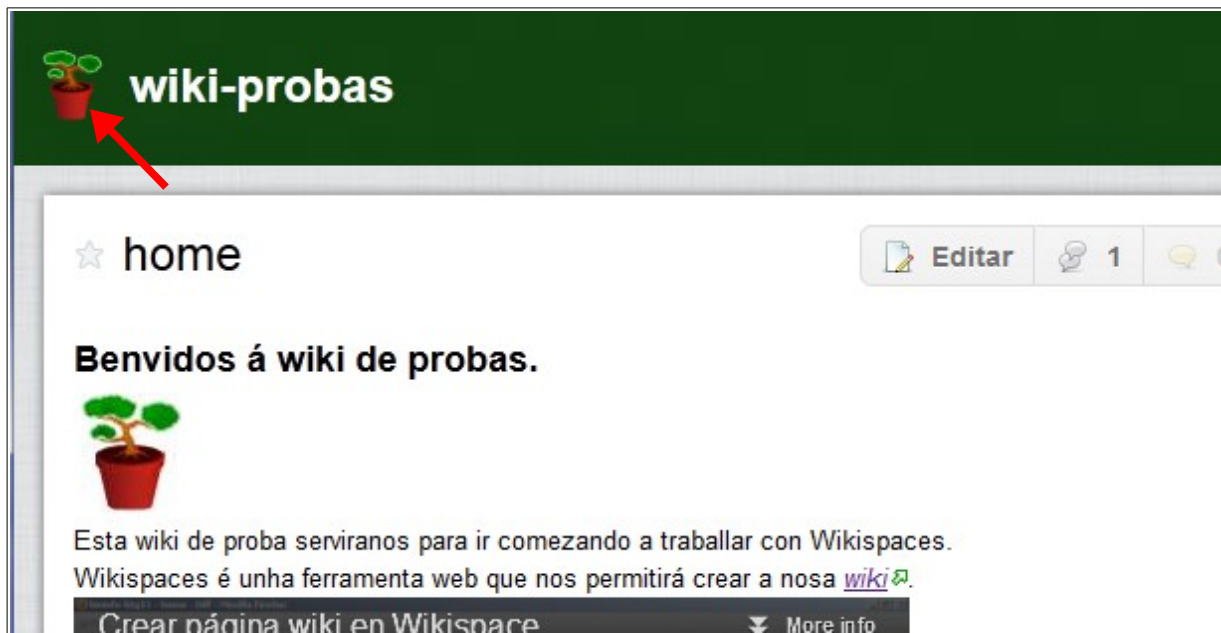 wiki-probas
home
Editar 1
Benvidos á wiki de probas.
Esta wiki de proba serviranos para ir comezando a traballar con Wikispaces.
Wikispaces é unha ferramenta web que nos permitirá crear a nosa wiki.
Crear página wiki en Wikispace
More info